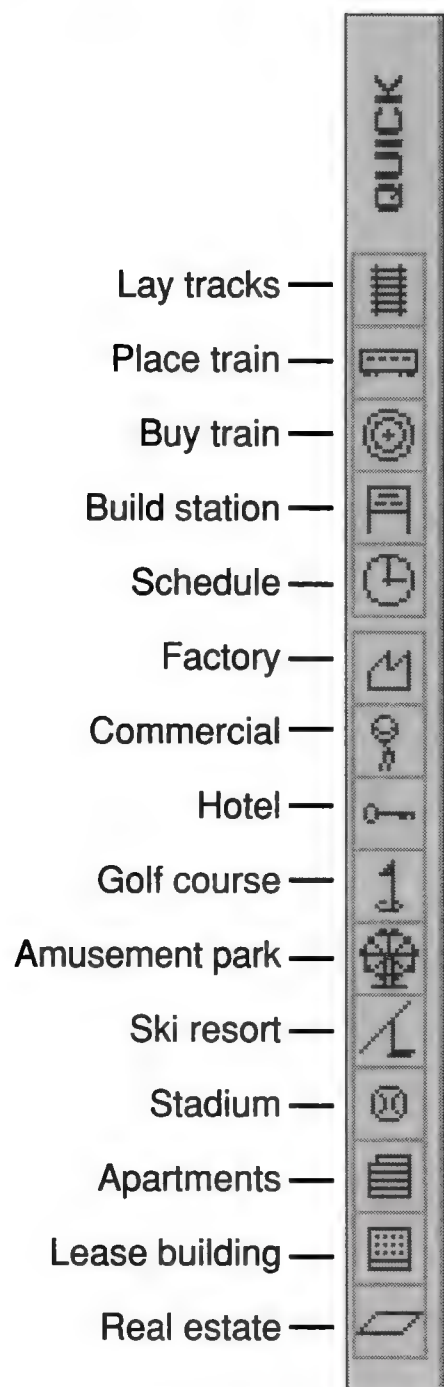 QUICK
Lay tracks
Place train
Buy train
Build station
Schedule
Factory
Commercial
Hotel
Golf course
Amusement park
Ski resort
Stadium
Apartments
Lease building
Real estate